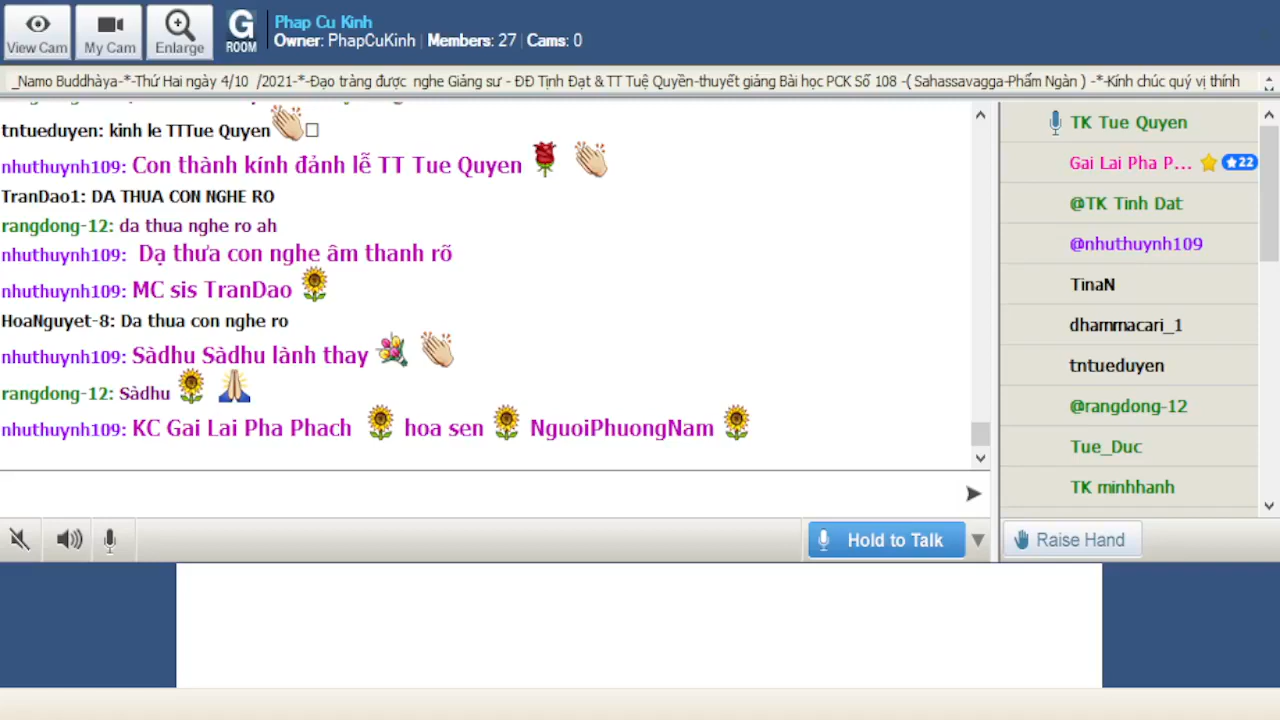 View Cam
My Cam
Enlarge
G
ROOM
Phap Cu Kinh
Owner: PhapCuKinh | Members: 27 | Cams: 0
_Namo Buddhàya-*-Thứ Hai ngày 4/10 /2021-*-Đạo tràng được nghe Giảng sư - ĐĐ Tịnh Đạt & TT Tuệ Quyền-thuyết giảng Bài học PCK Số 108 -( Sahassavagga-Phẩm Ngàn ) -*-Kính chúc quý vị thính
tntueduyen: kinh le TTTue Quyen
nhuthuynh109: Con thành kính đảnh lễ TT Tue Quyen
TranDao1: DA THUA CON NGHE RO
rangdong-12: da thua nghe ro ah
nhuthuynh109: Dạ thưa con nghe âm thanh rõ
nhuthuynh109: MC sis TranDao
HoaNguyet-8: Da thua con nghe ro
nhuthuynh109: Sàdhu Sàdhu lành thay
rangdong-12: Sàdhu
nhuthuynh109: KC Gai Lai Pha Phach hoa sen NguoiPhuongNam
Hold to Talk
TK Tue Quyen
Gai Lai Pha P... 22
@TK Tinh Dat
@nhuthuynh109
TinaN
dhammacari_1
tntueduyen
@rangdong-12
Tue_Duc
TK minhhanh
Raise Hand